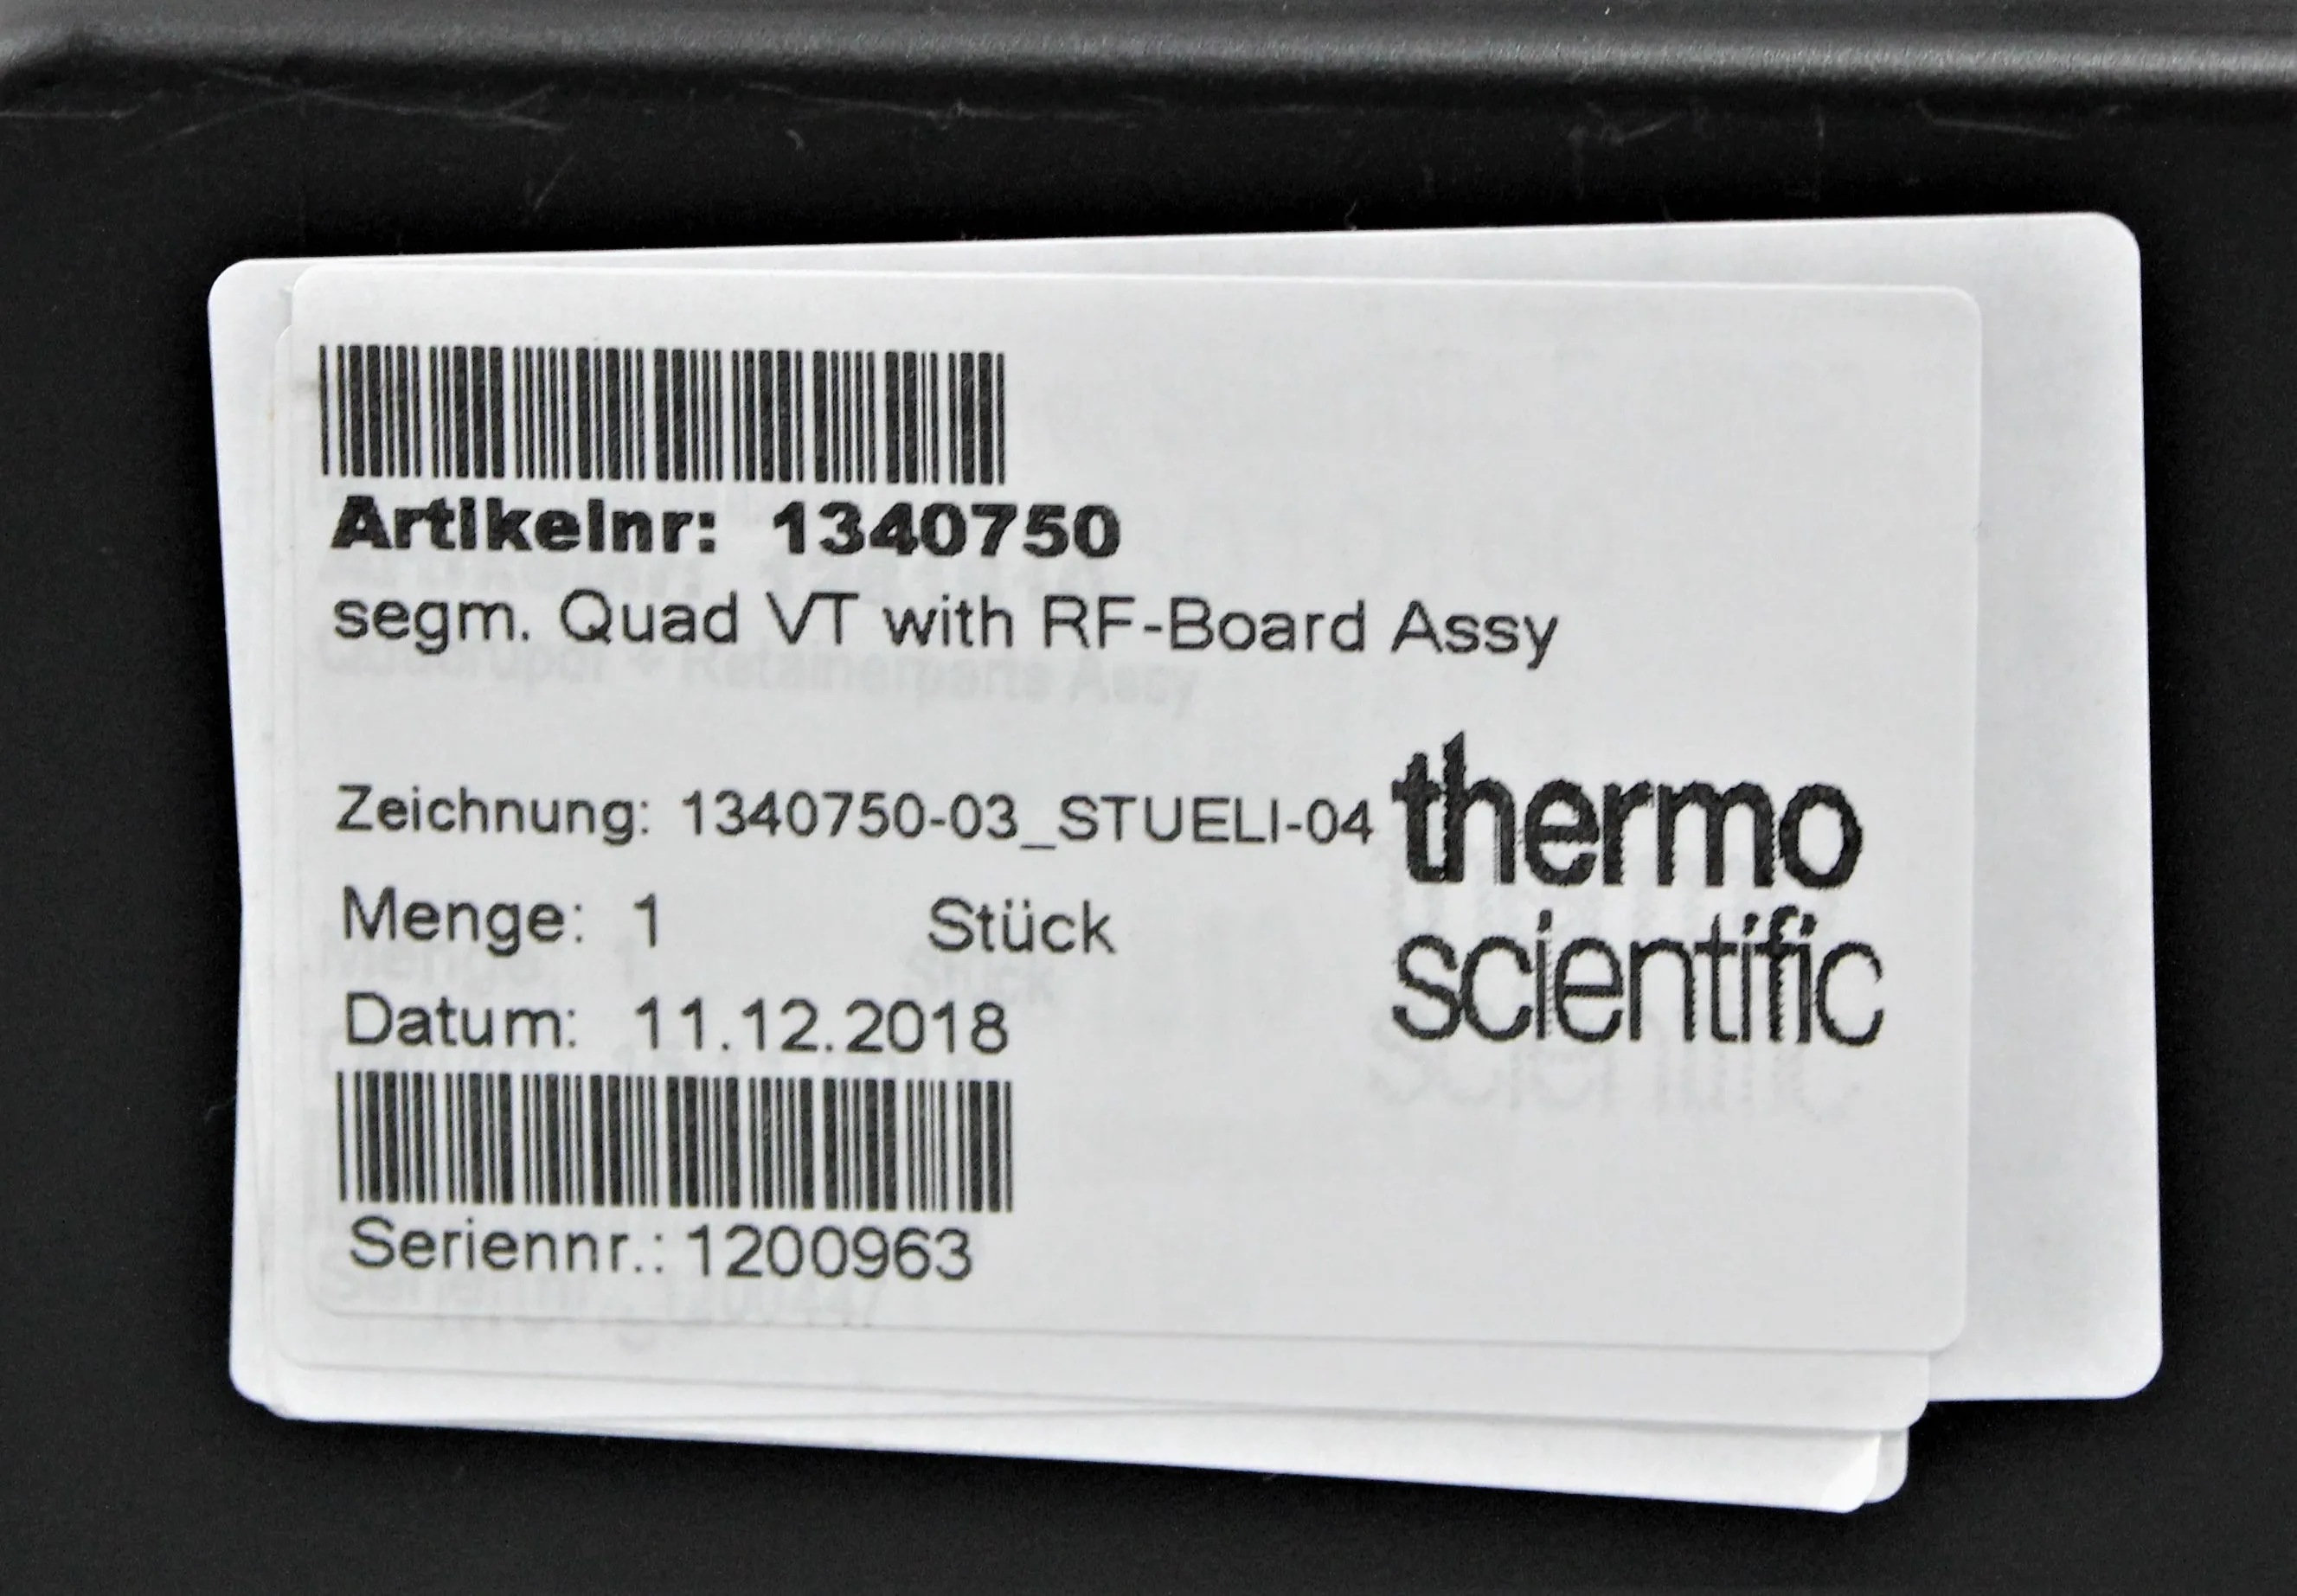 Artikelnr: 1340750
segm. Quad VT with RF-Board Assy
Zeichnung: 1340750-03_STUELI-04
thermo
scientific
Menge: 1 Stück
Datum: 11.12.2018
Seriennr.: 1200963